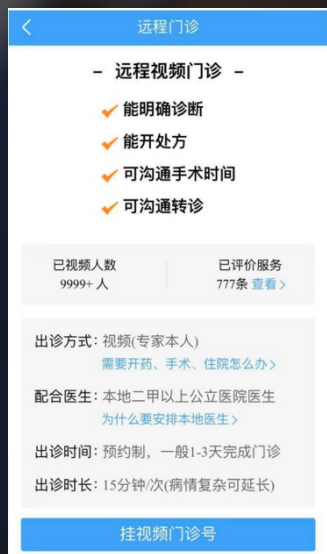 远程门诊
– 远程视频门诊 –
能明确诊断
能开处方
可沟通手术时间
可沟通转诊
已视频人数 已评价服务
9999+ 人 777条 查看>
出诊方式：视频(专家本人)
需要开药、手术、住院怎么办>
配合医生：本地二甲以上公立医院医生
为什么要安排本地医生>
出诊时间：预约制，一般1-3天完成门诊
出诊时长：15分钟/次(病情复杂可延长)
挂视频门诊号